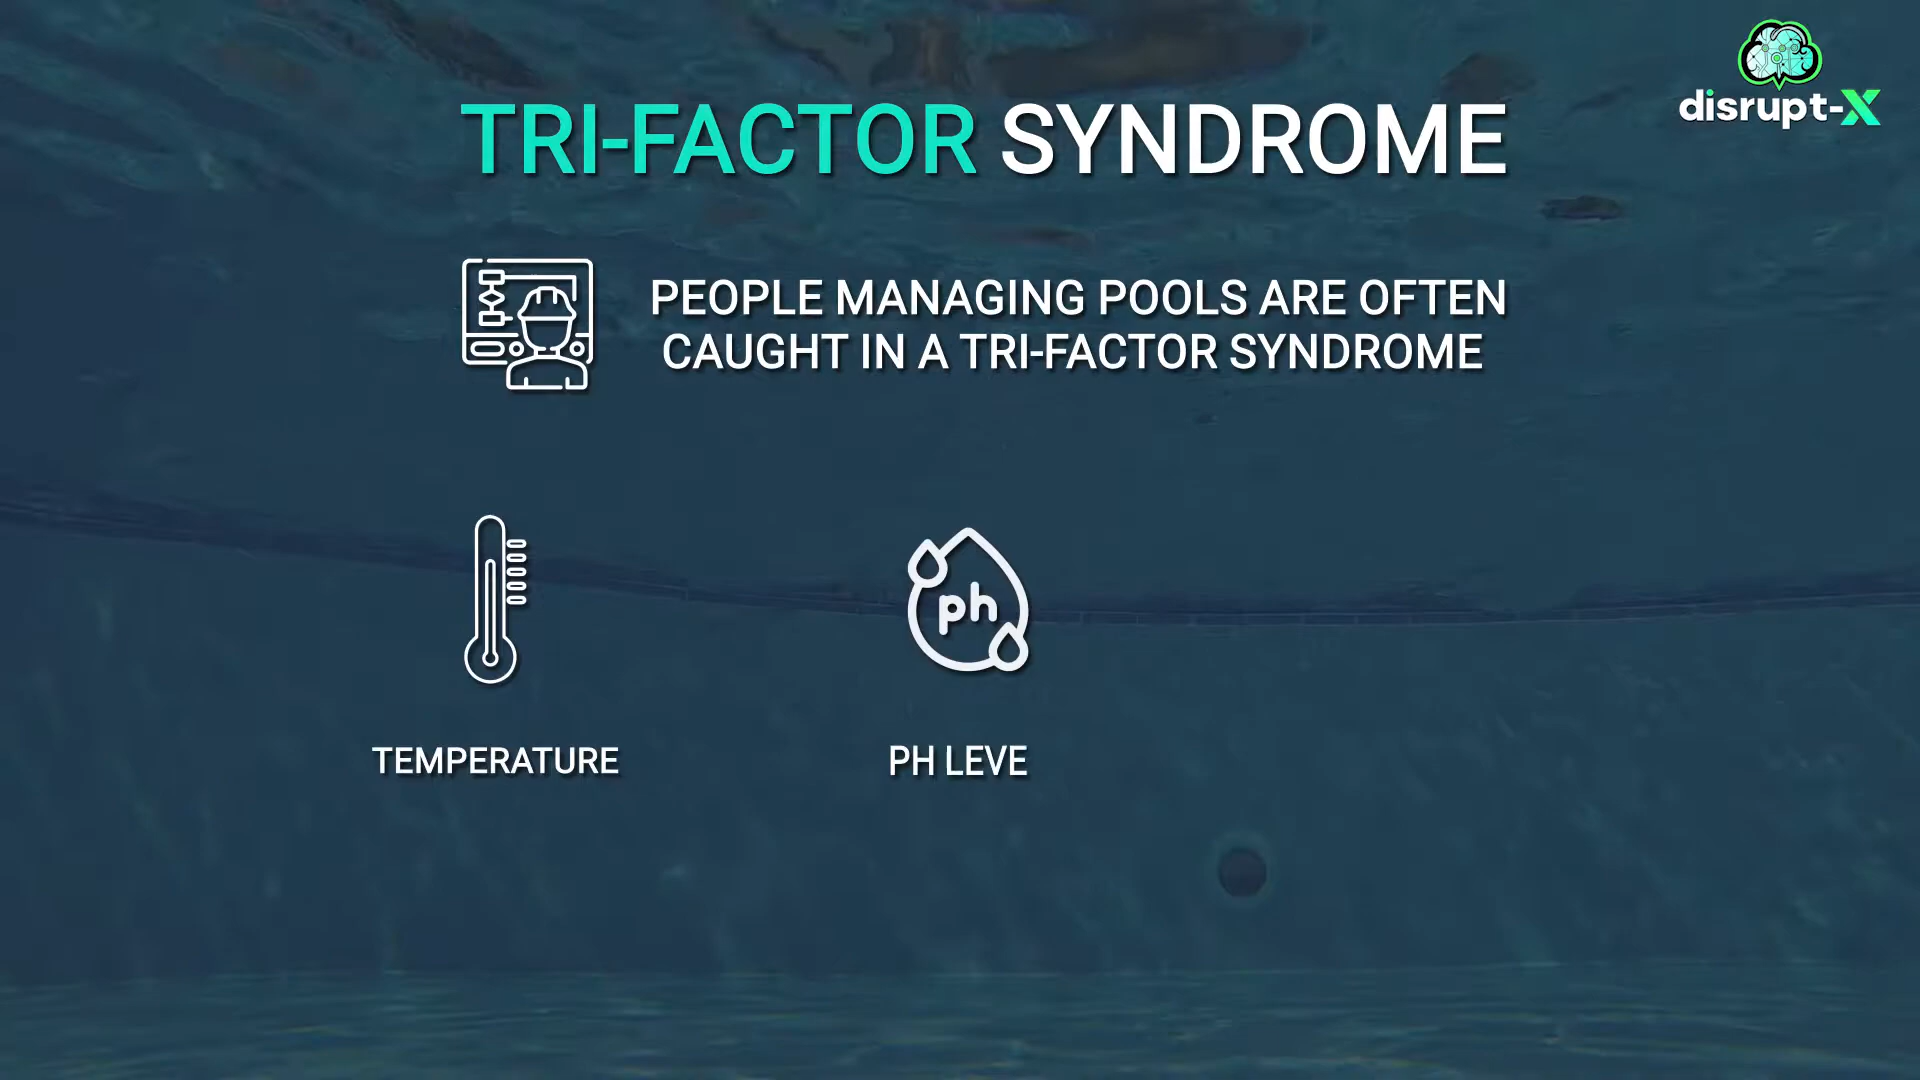 disrupt-X
TRI-FACTOR SYNDROME
PEOPLE MANAGING POOLS ARE OFTEN
CAUGHT IN A TRI-FACTOR SYNDROME
ph
TEMPERATURE
PH LEVE